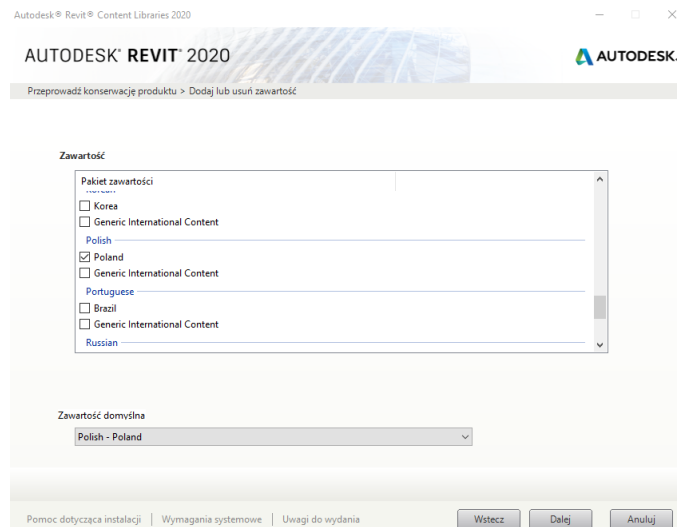 Autodesk® Revit® Content Libraries 2020
AUTODESK® REVIT® 2020
AUTODESK.
Przeprowadź konserwację produktu > Dodaj lub usuń zawartość
Zawartość
Pakiet zawartości
Korea
Generic International Content
Polish
Poland
Generic International Content
Portuguese
Brazil
Generic International Content
Russian
Zawartość domyślna
Polish - Poland
Pomoc dotycząca instalacji | Wymagania systemowe | Uwagi do wydania
Wstecz Dalej Anuluj